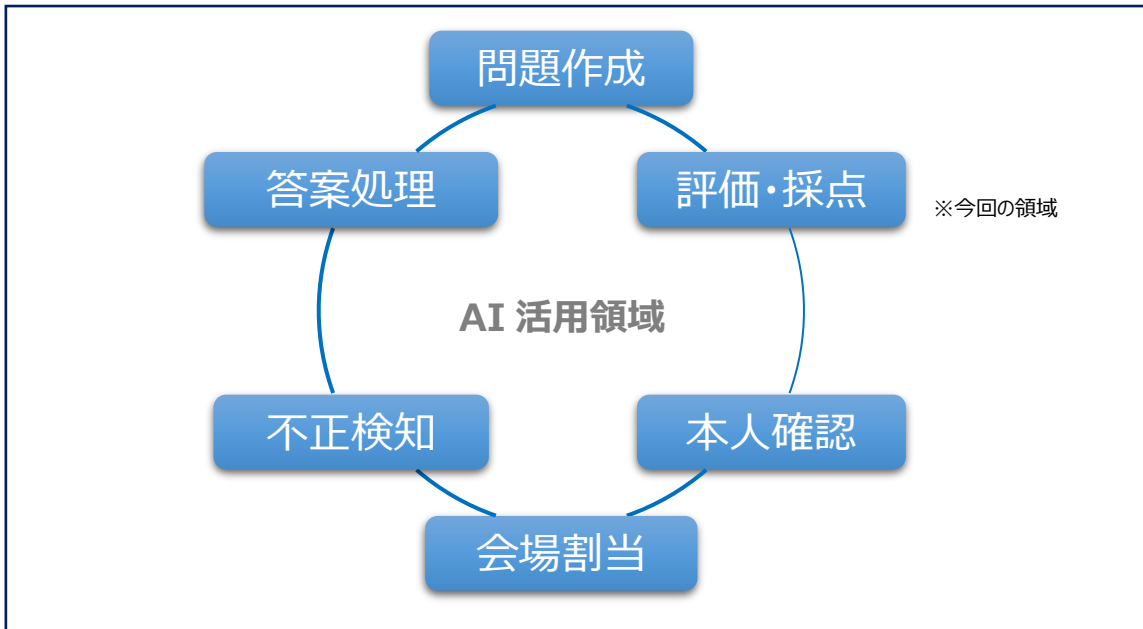 問題作成
答案処理
評価・採点
※今回の領域
AI 活用領域
不正検知
本人確認
会場割当